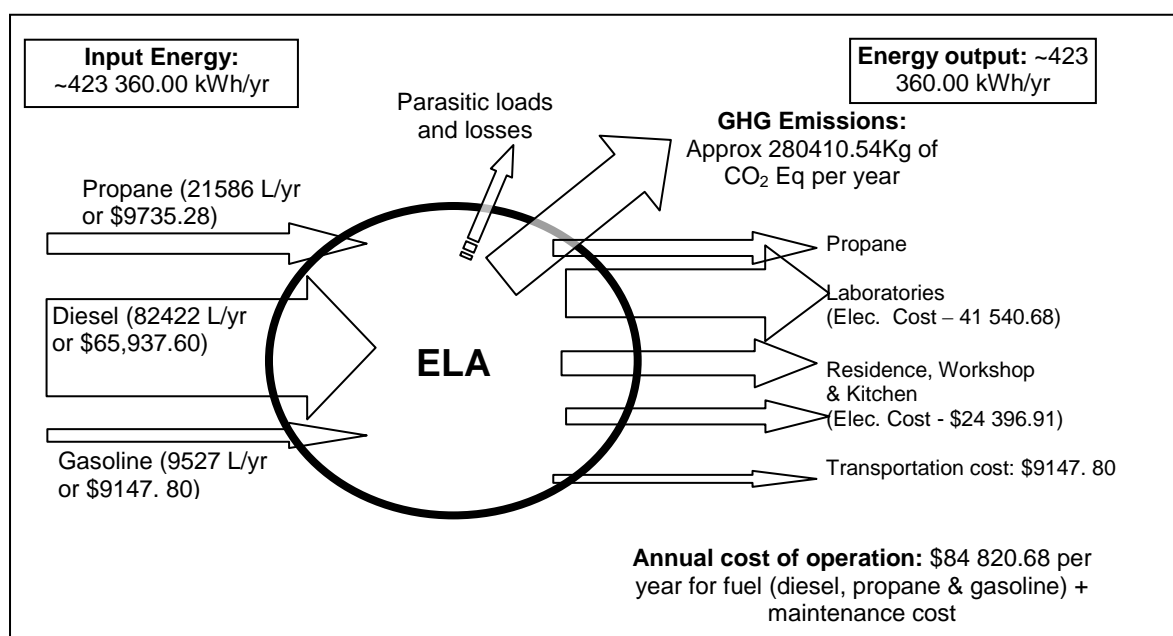 Input Energy:
~423 360.00 kWh/yr
Energy output: ~423
360.00 kWh/yr
Parasitic loads
and losses
GHG Emissions:
Approx 280410.54Kg of
CO₂ Eq per year
Propane (21586 L/yr
or $9735.28)
Diesel (82422 L/yr
or $65,937.60)
Gasoline (9527 L/yr
or $9147. 80)
ELA
Propane
Laboratories
(Elec. Cost – 41 540.68)
Residence, Workshop
& Kitchen
(Elec. Cost - $24 396.91)
Transportation cost: $9147. 80
Annual cost of operation: $84 820.68 per
year for fuel (diesel, propane & gasoline) +
maintenance cost